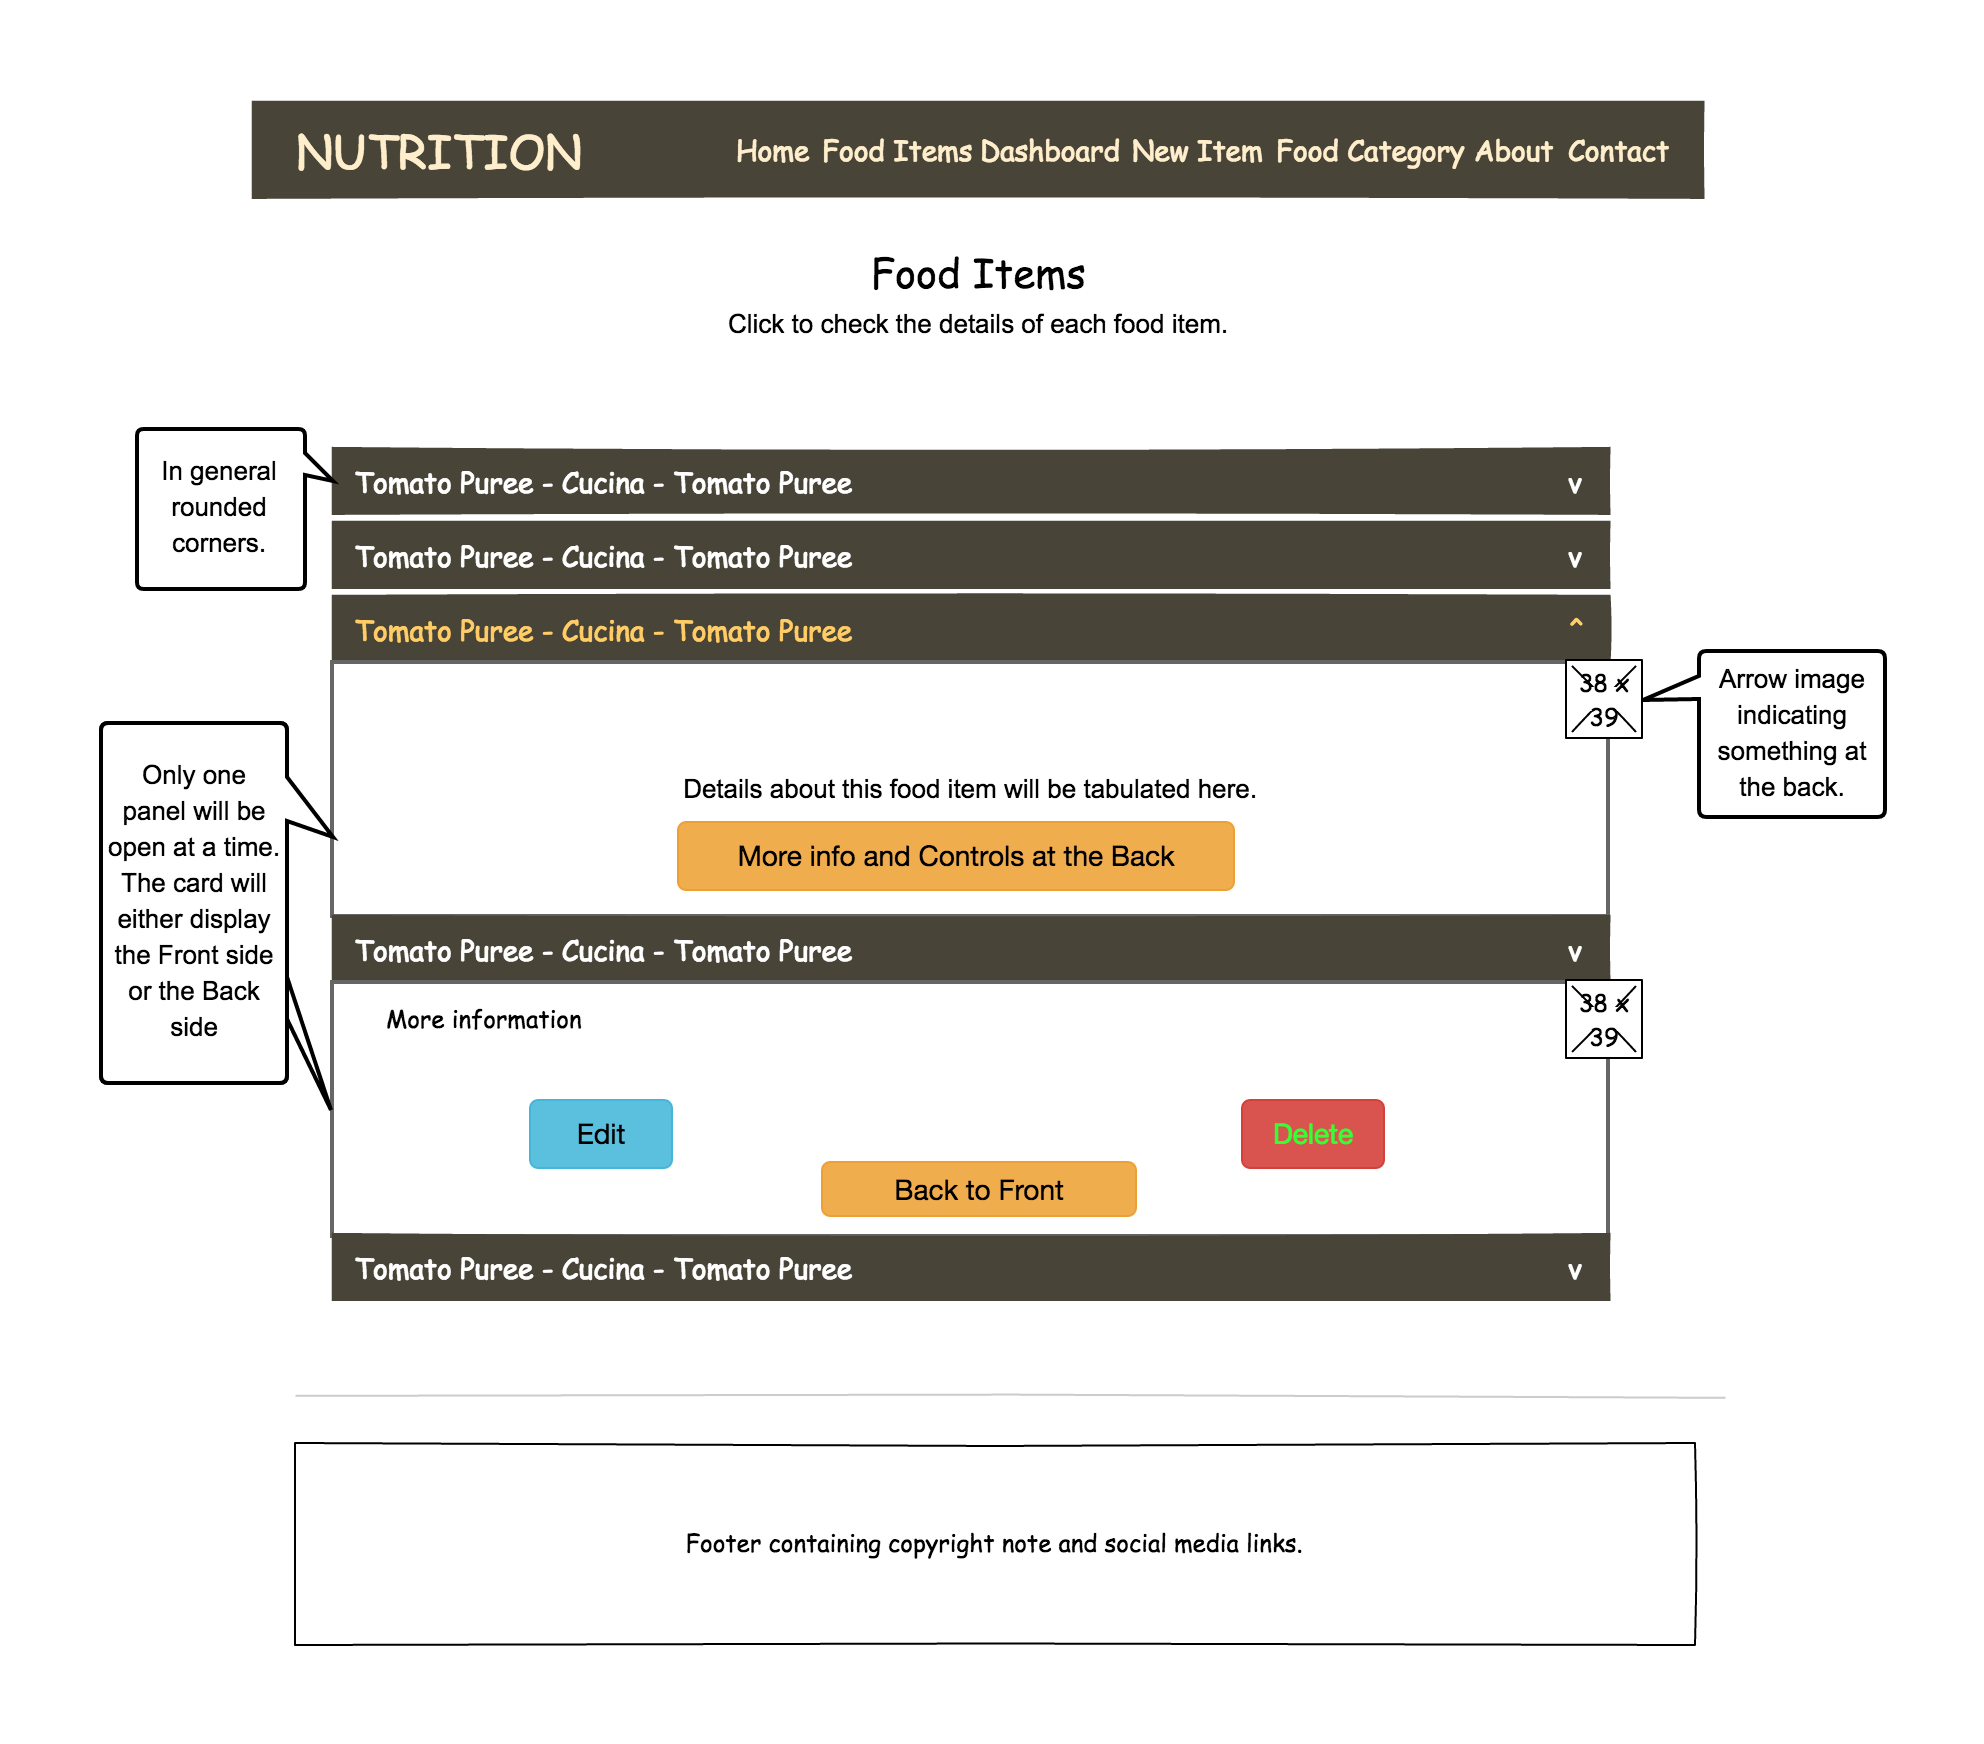 NUTRITION
Home Food Items Dashboard New Item Food Category About Contact
Food Items
Click to check the details of each food item.
In general
rounded
corners.
Tomato Puree - Cucina - Tomato Puree v
Tomato Puree - Cucina - Tomato Puree v
Tomato Puree - Cucina - Tomato Puree ^
38 x
39
Arrow image
indicating
something at
the back.
Only one
panel will be
open at a time.
The card will
either display
the Front side
or the Back
side
Details about this food item will be tabulated here.
More info and Controls at the Back
Tomato Puree - Cucina - Tomato Puree v
38 x
39
More information
Edit
Delete
Back to Front
Tomato Puree - Cucina - Tomato Puree v
Footer containing copyright note and social media links.